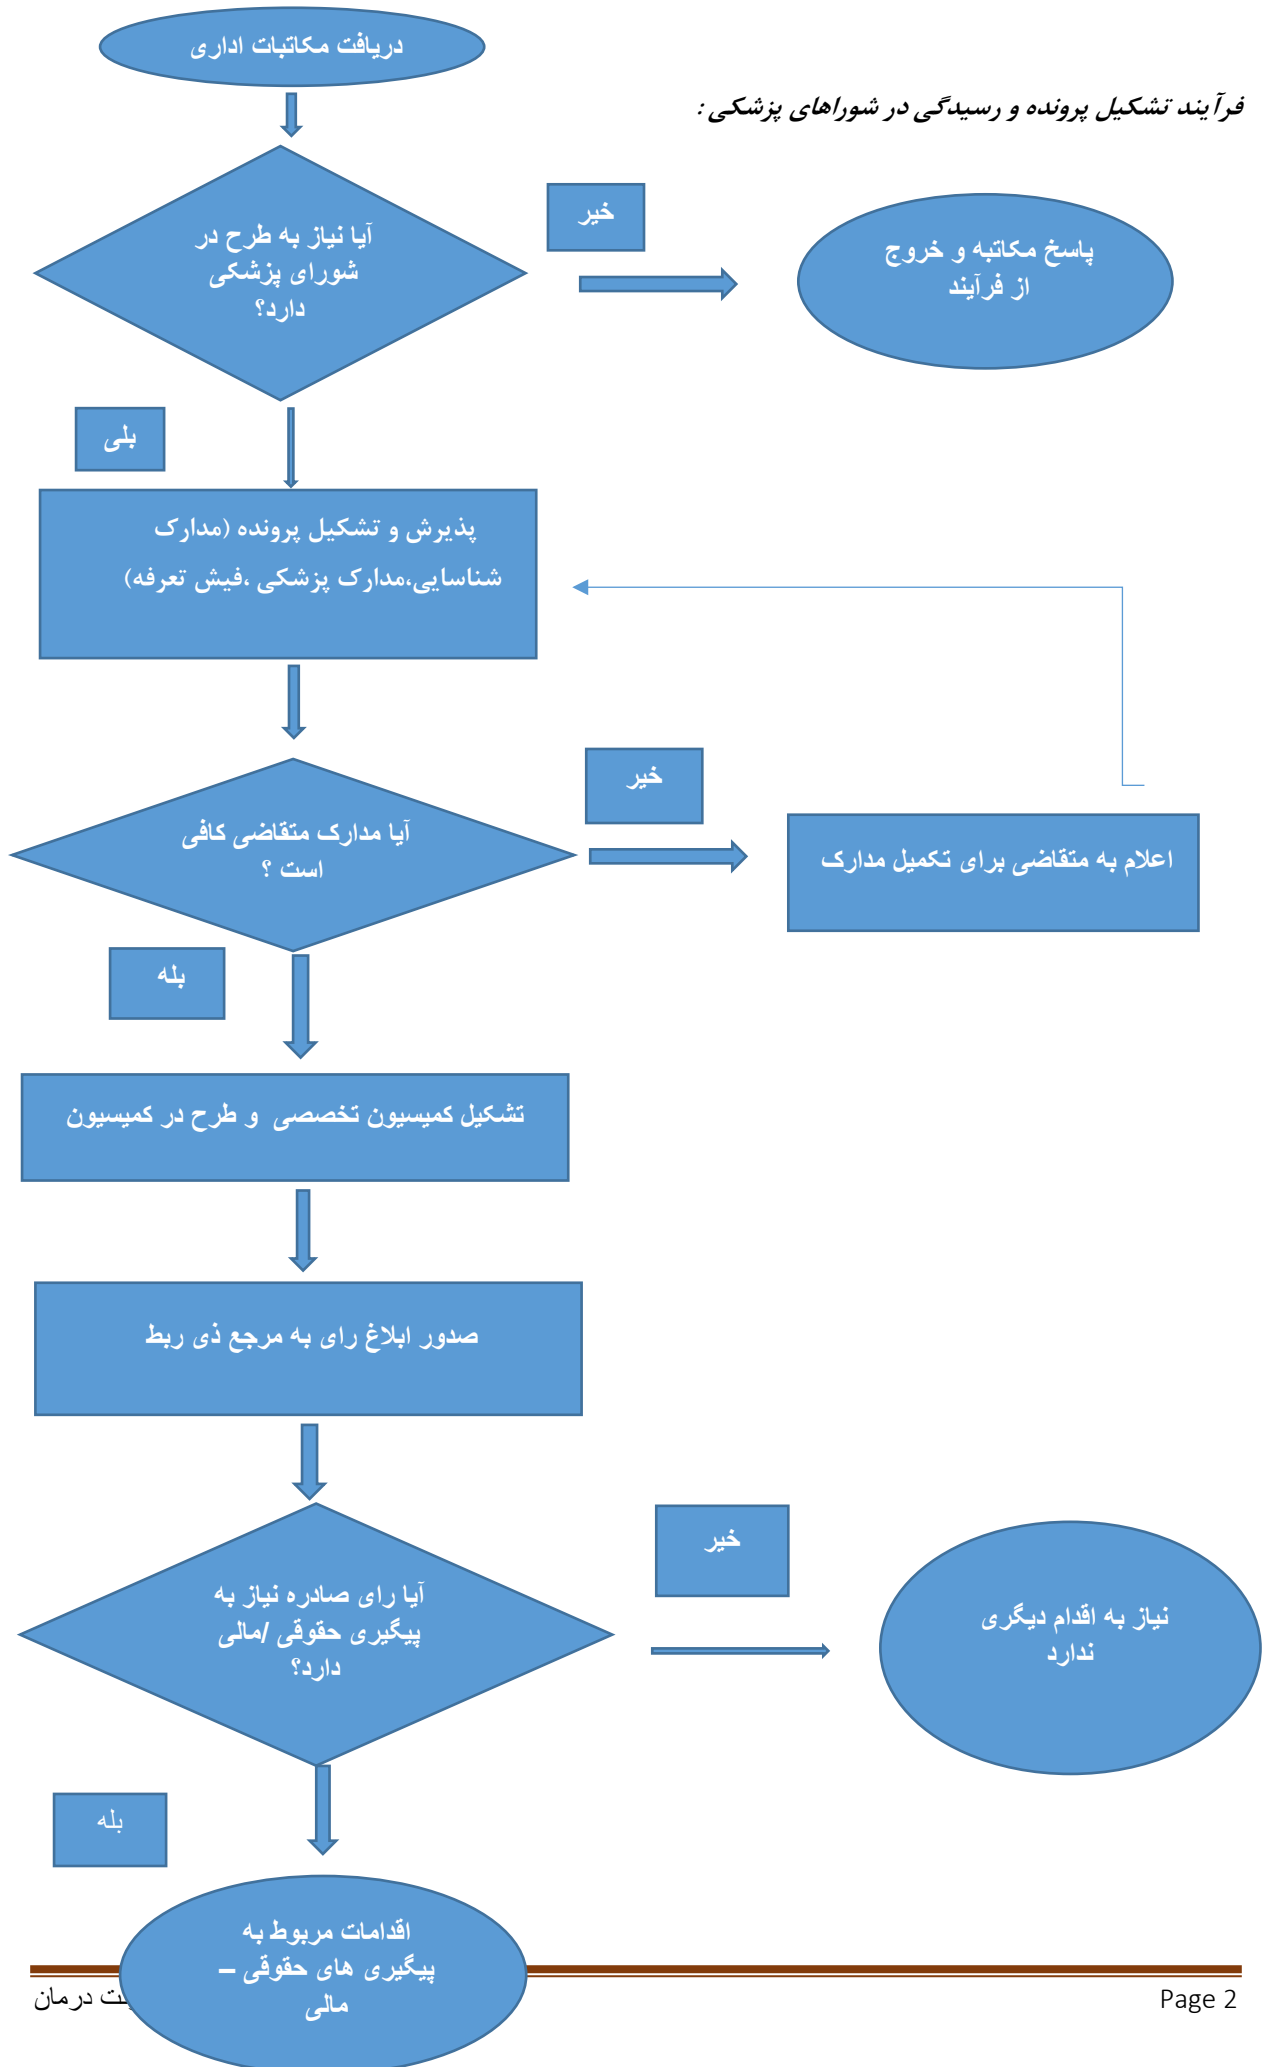 دریافت مکاتبات اداری
فرآیند تشکیل پرونده و رسیدگی در شوراهای پزشکی :
آیا نیاز به طرح در
شورای پزشکی
دارد؟
خیر
پاسخ مکاتبه و خروج
از فرآیند
بلی
پذیرش و تشکیل پرونده (مدارک
شناسایی،مدارک پزشکی ،فیش تعرفه)
آیا مدارک متقاضی کافی
است ؟
خیر
اعلام به متقاضی برای تکمیل مدارک
بله
تشکیل کمیسیون تخصصی و طرح در کمیسیون
صدور ابلاغ رای به مرجع ذی ربط
آیا رای صادره نیاز به
پیگیری حقوقی /مالی
دارد؟
خیر
نیاز به اقدام دیگری
ندارد
بله
اقدامات مربوط به
پیگیری های حقوقی –
مالی
درمان
Page 2